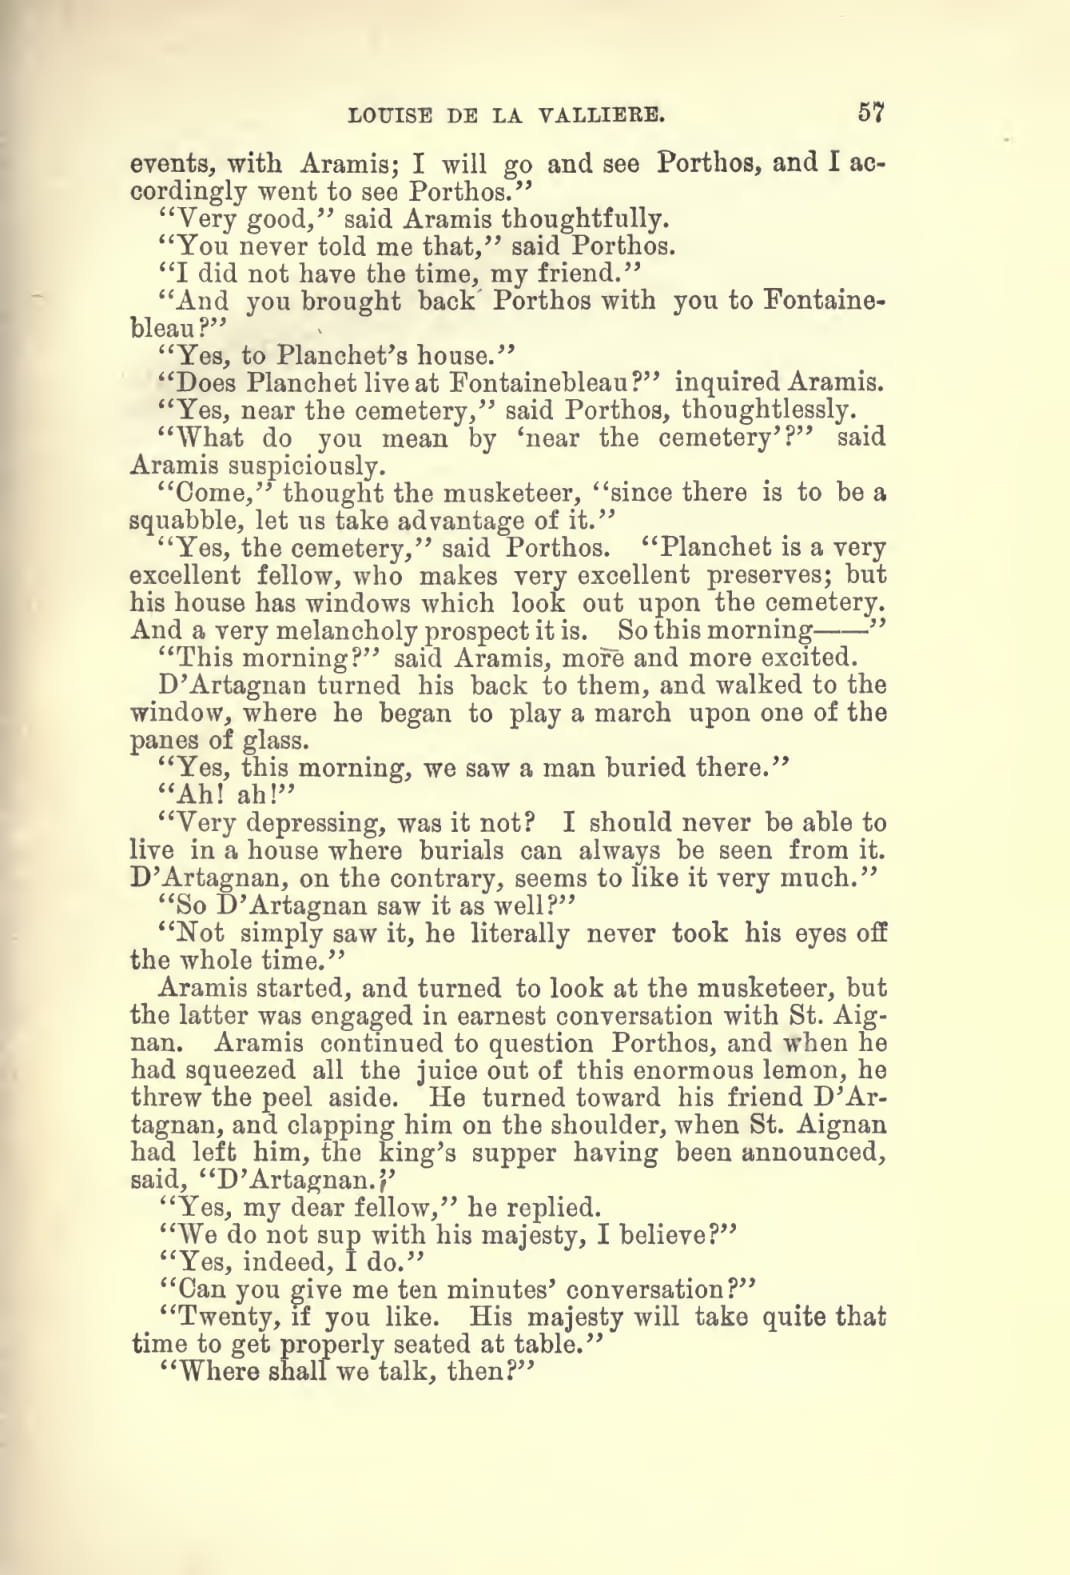 LOUISE DE LA VALLIERE. 57
events, with Aramis; I will go and see Porthos, and I ac-
cordingly went to see Porthos.”
“Very good,” said Aramis thoughtfully.
“You never told me that,” said Porthos.
“I did not have the time, my friend.”
“And you brought back Porthos with you to Fontaine-
bleau?”
“Yes, to Planchet’s house.”
“Does Planchet live at Fontainebleau?” inquired Aramis.
“Yes, near the cemetery,” said Porthos, thoughtlessly.
“What do you mean by ‘near the cemetery’?” said
Aramis suspiciously.
“Come,” thought the musketeer, “since there is to be a
squabble, let us take advantage of it.”
“Yes, the cemetery,” said Porthos. “Planchet is a very
excellent fellow, who makes very excellent preserves; but
his house has windows which look out upon the cemetery.
And a very melancholy prospect it is. So this morning——”
“This morning?” said Aramis, more and more excited.
D’Artagnan turned his back to them, and walked to the
window, where he began to play a march upon one of the
panes of glass.
“Yes, this morning, we saw a man buried there.”
“Ah! ah!”
“Very depressing, was it not? I should never be able to
live in a house where burials can always be seen from it.
D’Artagnan, on the contrary, seems to like it very much.”
“So D’Artagnan saw it as well?”
“Not simply saw it, he literally never took his eyes off
the whole time.”
Aramis started, and turned to look at the musketeer, but
the latter was engaged in earnest conversation with St. Aig-
nan. Aramis continued to question Porthos, and when he
had squeezed all the juice out of this enormous lemon, he
threw the peel aside. He turned toward his friend D’Ar-
tagnan, and clapping him on the shoulder, when St. Aignan
had left him, the king’s supper having been announced,
said, “D’Artagnan.”
“Yes, my dear fellow,” he replied.
“We do not sup with his majesty, I believe?”
“Yes, indeed, I do.”
“Can you give me ten minutes’ conversation?”
“Twenty, if you like. His majesty will take quite that
time to get properly seated at table.”
“Where shall we talk, then?”